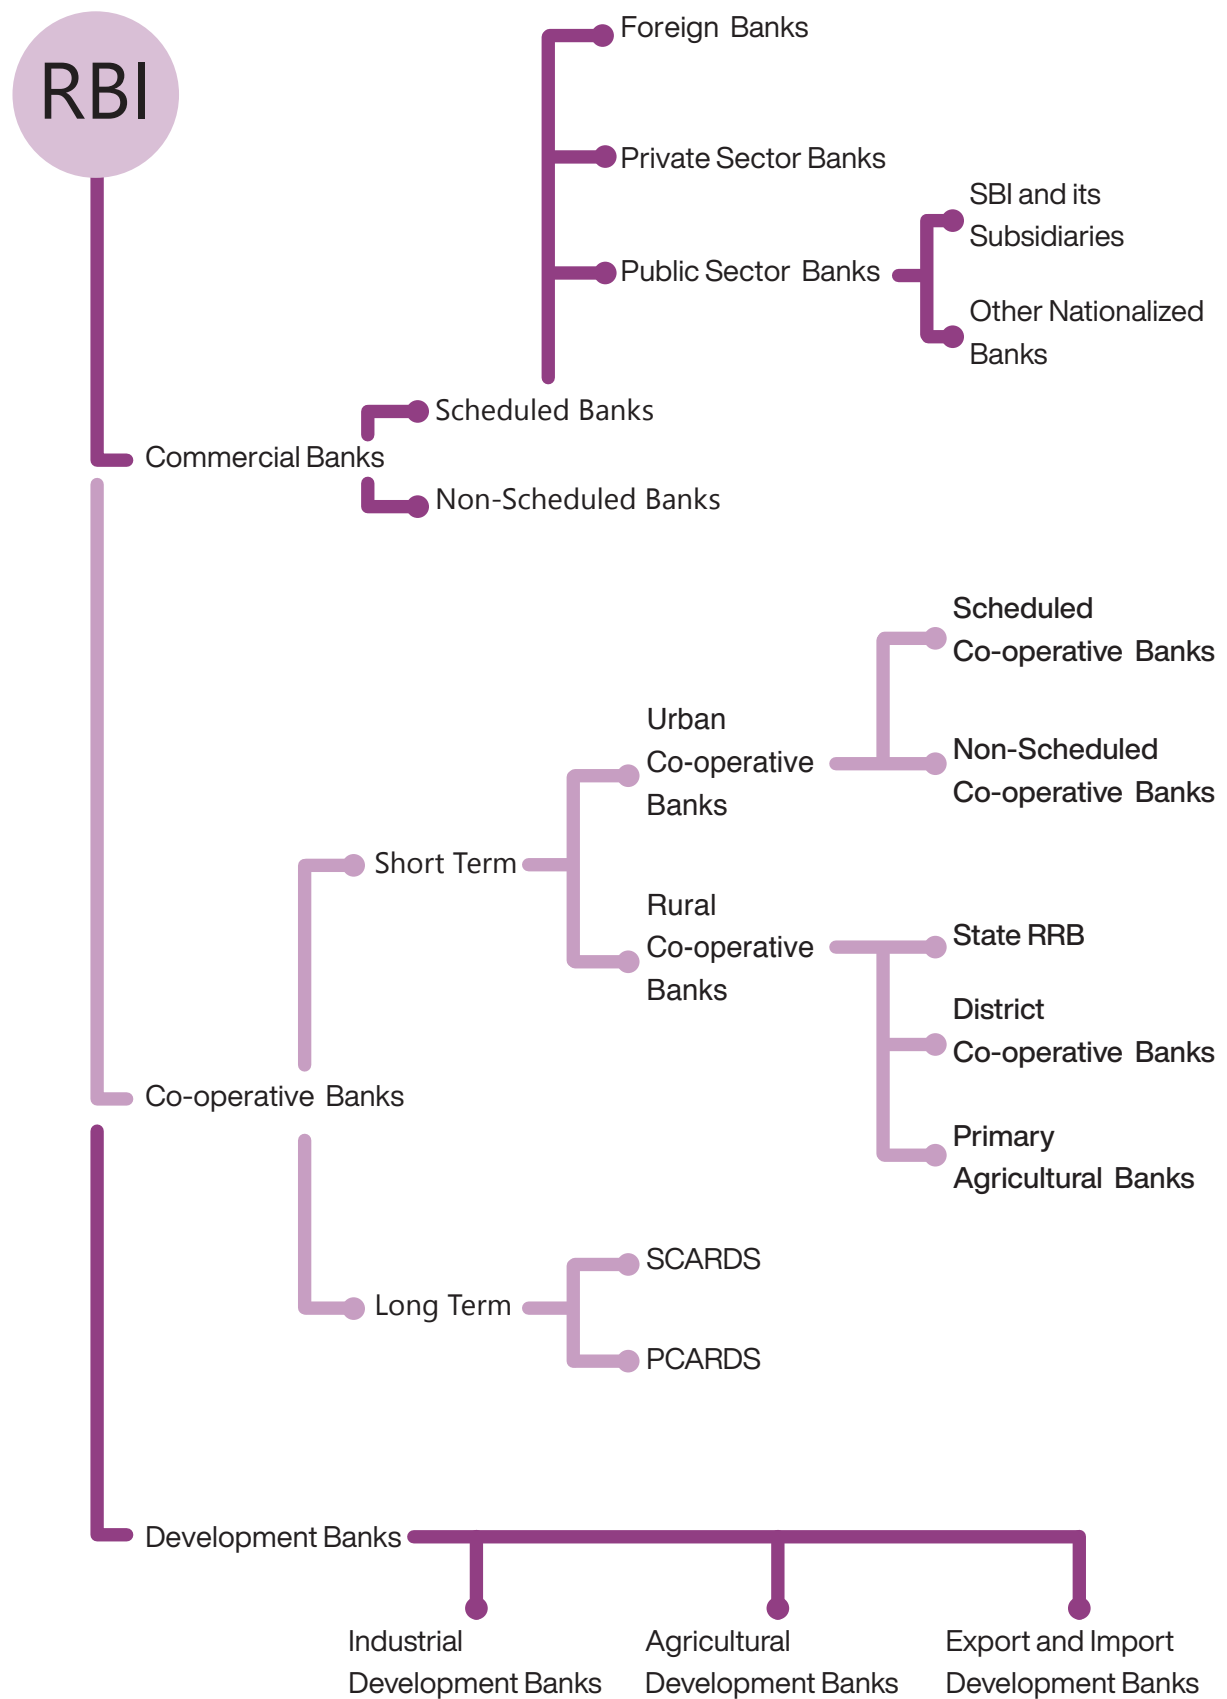 RBI
Foreign Banks
Private Sector Banks
Public Sector Banks
SBI and its
Subsidiaries
Other Nationalized
Banks
Scheduled Banks
Commercial Banks
Non-Scheduled Banks
Scheduled
Co-operative Banks
Urban
Co-operative
Banks
Non-Scheduled
Co-operative Banks
Short Term
Rural
Co-operative
Banks
State RRB
District
Co-operative Banks
Co-operative Banks
Primary
Agricultural Banks
SCARDS
Long Term
PCARDS
Development Banks
Industrial
Development Banks
Agricultural
Development Banks
Export and Import
Development Banks